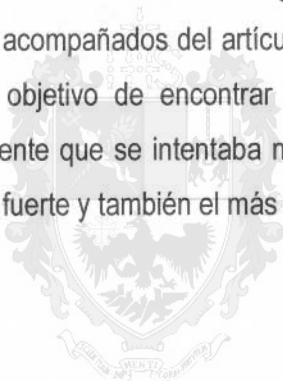 acompañados del artícu
objetivo de encontrar
ente que se intentaba n
fuerte y también el más